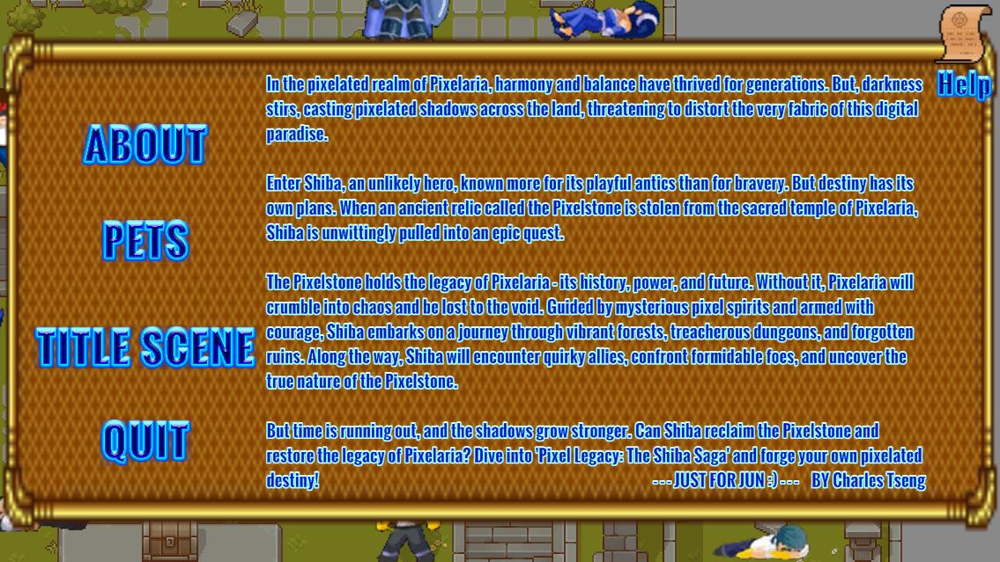 Help
ABOUT
PETS
TITLE SCENE
QUIT
In the pixelated realm of Pixelaria, harmony and balance have thrived for generations. But, darkness
stirs, casting pixelated shadows across the land, threatening to distort the very fabric of this digital
paradise.
Enter Shiba, an unlikely hero, known more for its playful antics than for bravery. But destiny has its
own plans. When an ancient relic called the Pixelstone is stolen from the sacred temple of Pixelaria,
Shiba is unwittingly pulled into an epic quest.
The Pixelstone holds the legacy of Pixelaria - its history, power, and future. Without it, Pixelaria will
crumble into chaos and be lost to the void. Guided by mysterious pixel spirits and armed with
courage, Shiba embarks on a journey through vibrant forests, treacherous dungeons, and forgotten
ruins. Along the way, Shiba will encounter quirky allies, confront formidable foes, and uncover the
true nature of the Pixelstone.
But time is running out, and the shadows grow stronger. Can Shiba reclaim the Pixelstone and
restore the legacy of Pixelaria? Dive into 'Pixel Legacy: The Shiba Saga' and forge your own pixelated
destiny! ---JUST FOR JUN :)--- BY Charles Tseng